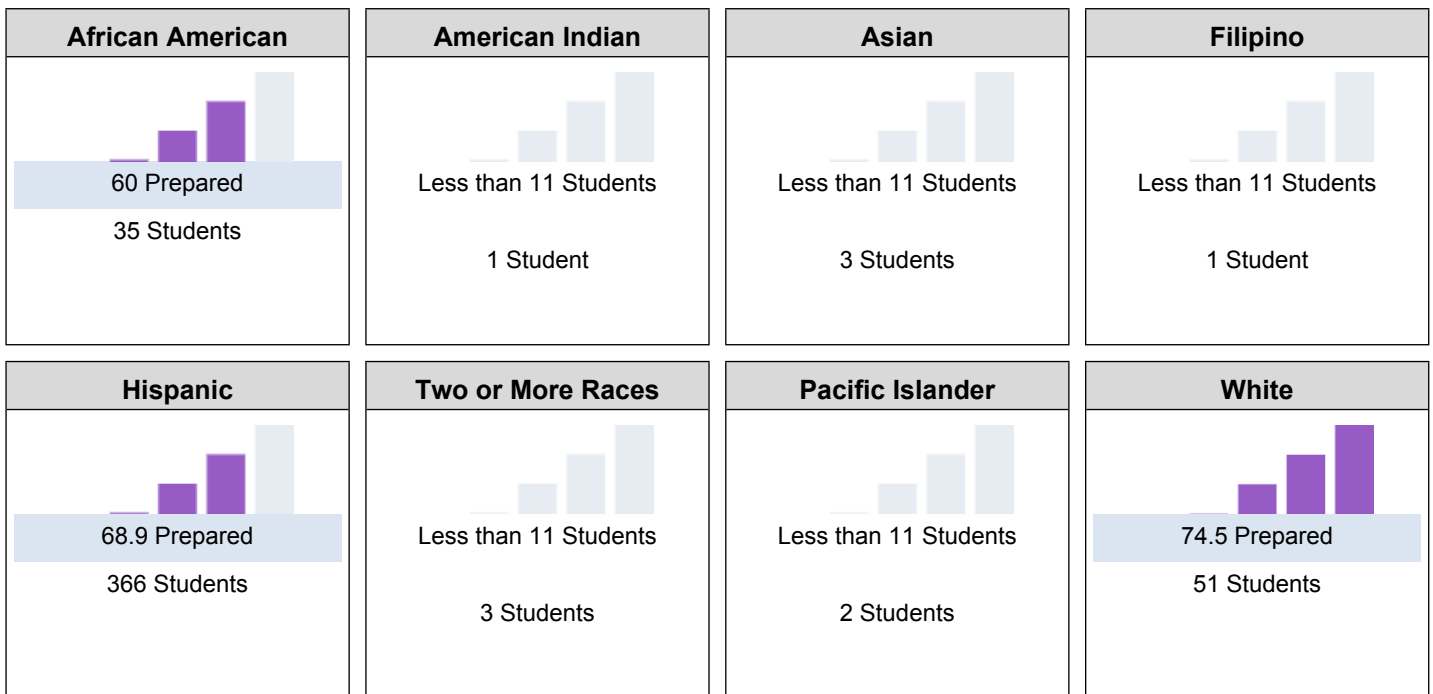 African American
60 Prepared
35 Students
American Indian
Less than 11 Students
1 Student
Asian
Less than 11 Students
3 Students
Filipino
Less than 11 Students
1 Student
Hispanic
68.9 Prepared
366 Students
Two or More Races
Less than 11 Students
3 Students
Pacific Islander
Less than 11 Students
2 Students
White
74.5 Prepared
51 Students